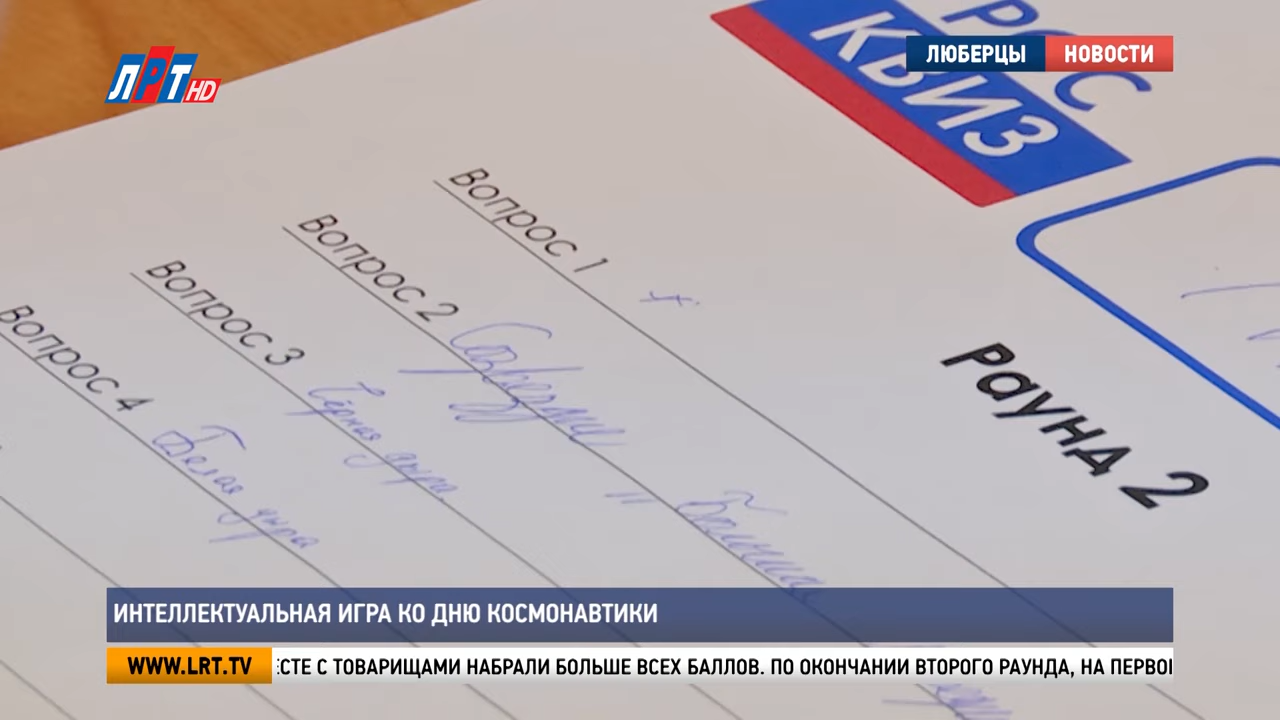 ЛРТ HD
ЛЮБЕРЦЫ НОВОСТИ
РОС
КВИЗ
Раунд 2
Вопрос 1
Вопрос 2
Вопрос 3 Чёрная дыра
Вопрос 4 Белая дыра
ИНТЕЛЛЕКТУАЛЬНАЯ ИГРА КО ДНЮ КОСМОНАВТИКИ
WWW.LRT.TV ЕСТЕ С ТОВАРИЩАМИ НАБРАЛИ БОЛЬШЕ ВСЕХ БАЛЛОВ. ПО ОКОНЧАНИИ ВТОРОГО РАУНДА, НА ПЕРВОМ